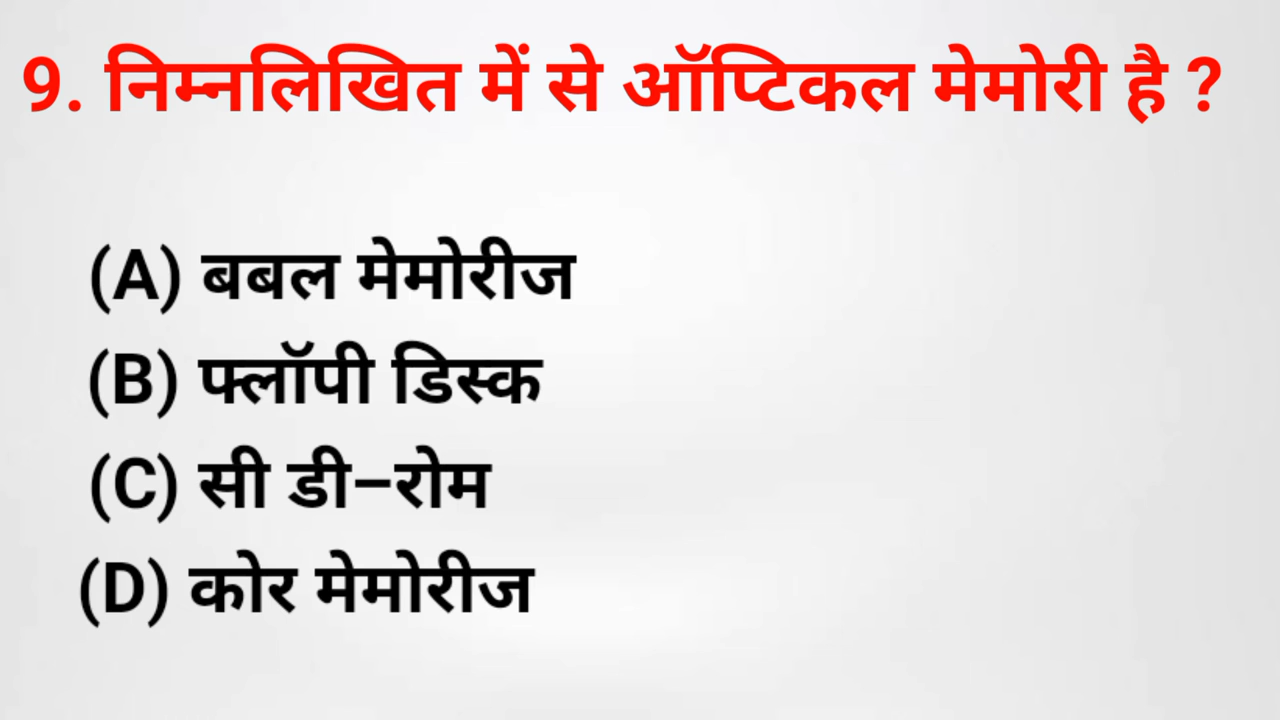 9. निम्नलिखित में से ऑप्टिकल मेमोरी है ?
(A) बबल मेमोरीज
(B) फ्लॉपी डिस्क
(C) सी डी–रोम
(D) कोर मेमोरीज